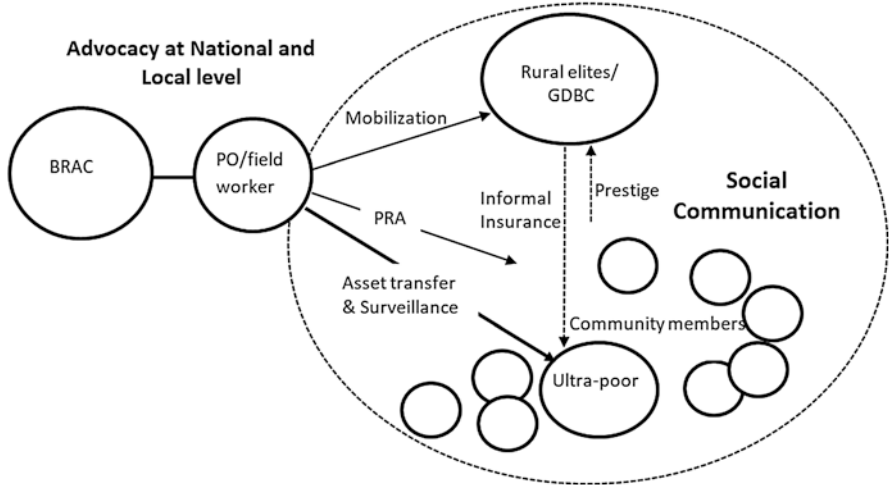 Advocacy at National and
Local level
BRAC
PO/field
worker
Mobilization
Rural elites/
GDBC
PRA
Informal
Insurance
Prestige
Social
Communication
Asset transfer
& Surveillance
Community members
Ultra-poor